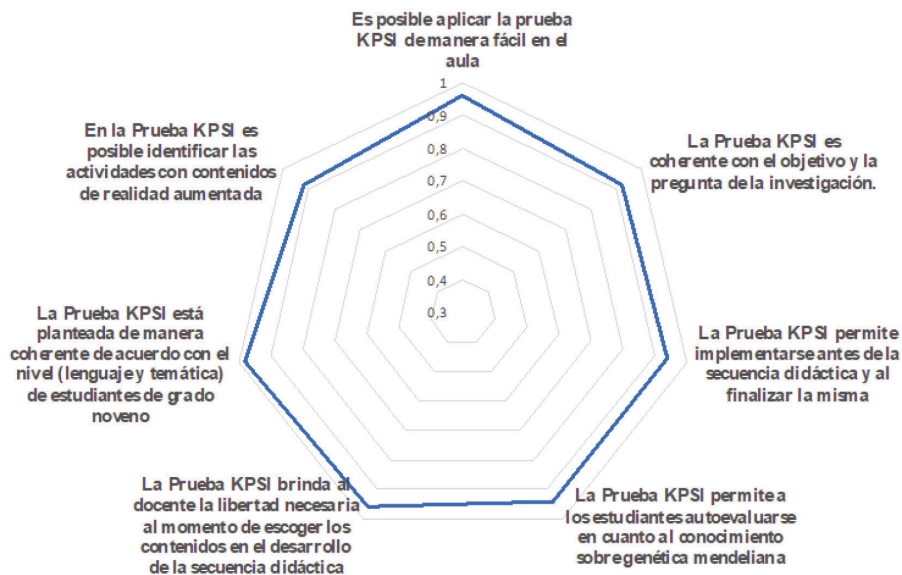 Es posible aplicar la prueba
KPSI de manera fácil en el
aula
1
0,9
0,8
0,7
0,6
0,5
0,4
0,3
La Prueba KPSI es
coherente con el objetivo y la
pregunta de la investigación.
La Prueba KPSI permite
implementarse antes de la
secuencia didáctica y al
finalizar la misma
La Prueba KPSI permite a
los estudiantes autoevaluarse
en cuanto al conocimiento
sobre genética mendeliana
La Prueba KPSI brinda al
docente la libertad necesaria
al momento de escoger los
contenidos en el desarrollo
de la secuencia didáctica
La Prueba KPSI está
planteada de manera
coherente de acuerdo con el
nivel (lenguaje y temática)
de estudiantes de grado
noveno
En la Prueba KPSI es
posible identificar las
actividades con contenidos
de realidad aumentada